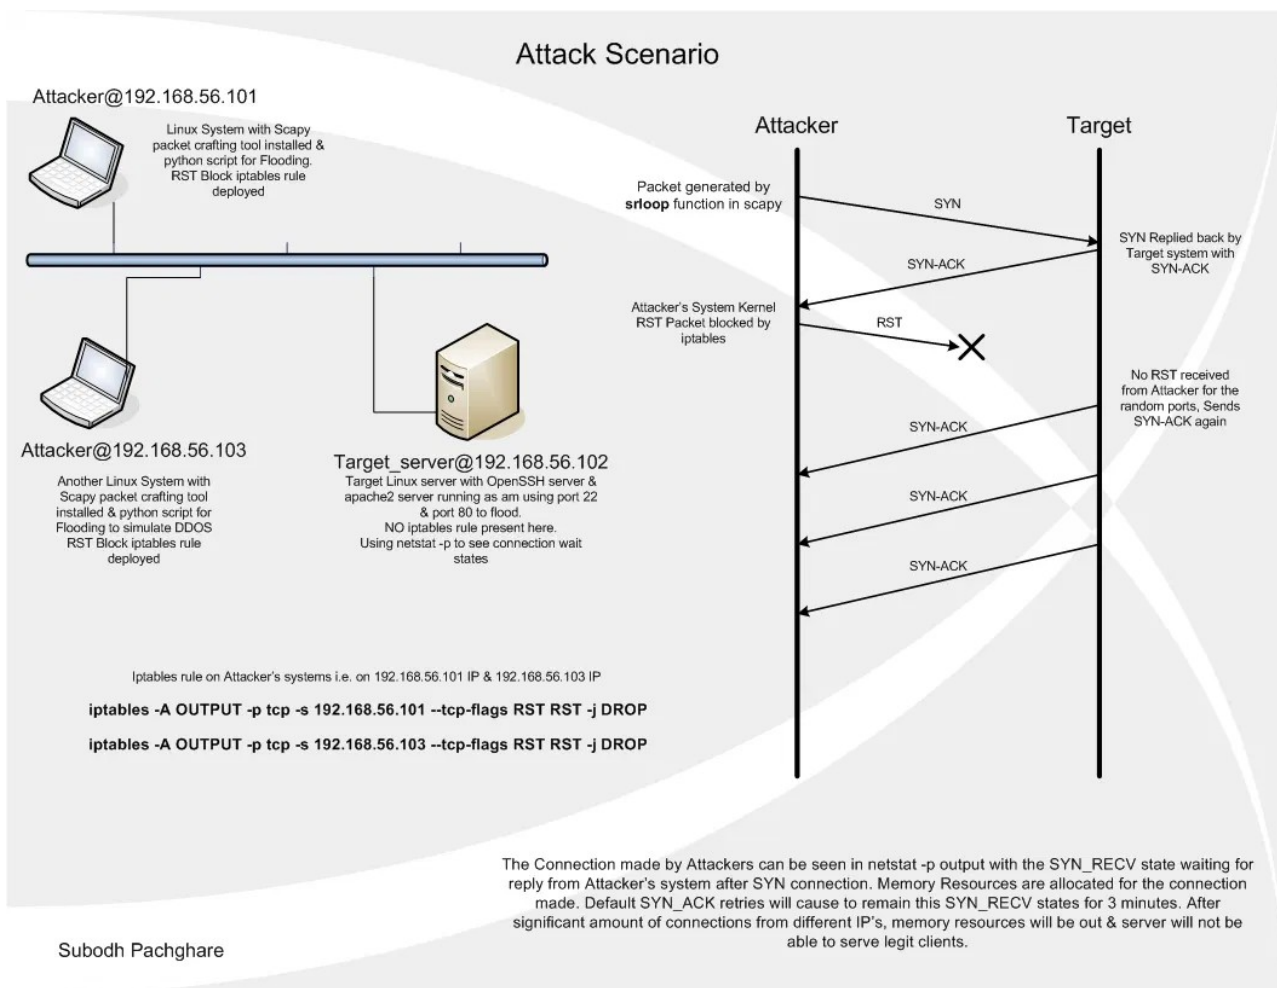 Attack Scenario
Attacker@192.168.56.101
Linux System with Scapy
packet crafting tool installed &
python script for Flooding.
RST Block iptables rule
deployed
Attacker@192.168.56.103
Another Linux System with
Scapy packet crafting tool
installed & python script for
Flooding to simulate DDOS
RST Block iptables rule
deployed
Target_server@192.168.56.102
Target Linux server with OpenSSH server &
apache2 server running as am using port 22
& port 80 to flood.
NO iptables rule present here.
Using netstat -p to see connection wait
states
Iptables rule on Attacker's systems i.e. on 192.168.56.101 IP & 192.168.56.103 IP
iptables -A OUTPUT -p tcp -s 192.168.56.101 --tcp-flags RST RST -j DROP
iptables -A OUTPUT -p tcp -s 192.168.56.103 --tcp-flags RST RST -j DROP
Attacker
Target
Packet generated by
srloop function in scapy
SYN
SYN Replied back by
Target system with
SYN-ACK
SYN-ACK
Attacker's System Kernel
RST Packet blocked by
iptables
RST
No RST received
from Attacker for the
random ports, Sends
SYN-ACK again
SYN-ACK
SYN-ACK
SYN-ACK
The Connection made by Attackers can be seen in netstat -p output with the SYN_RECV state waiting for
reply from Attacker's system after SYN connection. Memory Resources are allocated for the connection
made. Default SYN_ACK retries will cause to remain this SYN_RECV states for 3 minutes. After
significant amount of connections from different IP's, memory resources will be out & server will not be
able to serve legit clients.
Subodh Pachghare